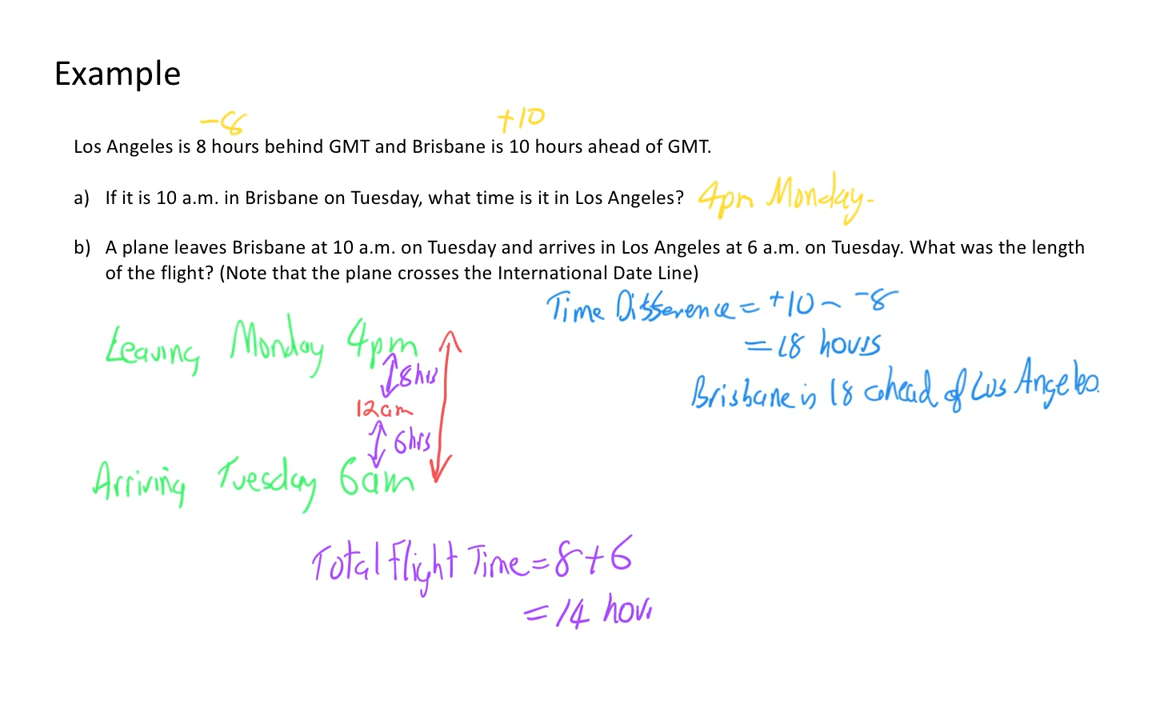 Example
-8 +10
Los Angeles is 8 hours behind GMT and Brisbane is 10 hours ahead of GMT.
a) If it is 10 a.m. in Brisbane on Tuesday, what time is it in Los Angeles? 4pm Monday-
b) A plane leaves Brisbane at 10 a.m. on Tuesday and arrives in Los Angeles at 6 a.m. on Tuesday. What was the length
of the flight? (Note that the plane crosses the International Date Line)
Time Difference = +10 - -8
= 18 hours
Brisbane is 18 ahead of Los Angeles.
Leaving Monday 4pm
8hrs
12am
6hrs
Arriving Tuesday 6am
Total Flight Time = 8+6
= 14 hour